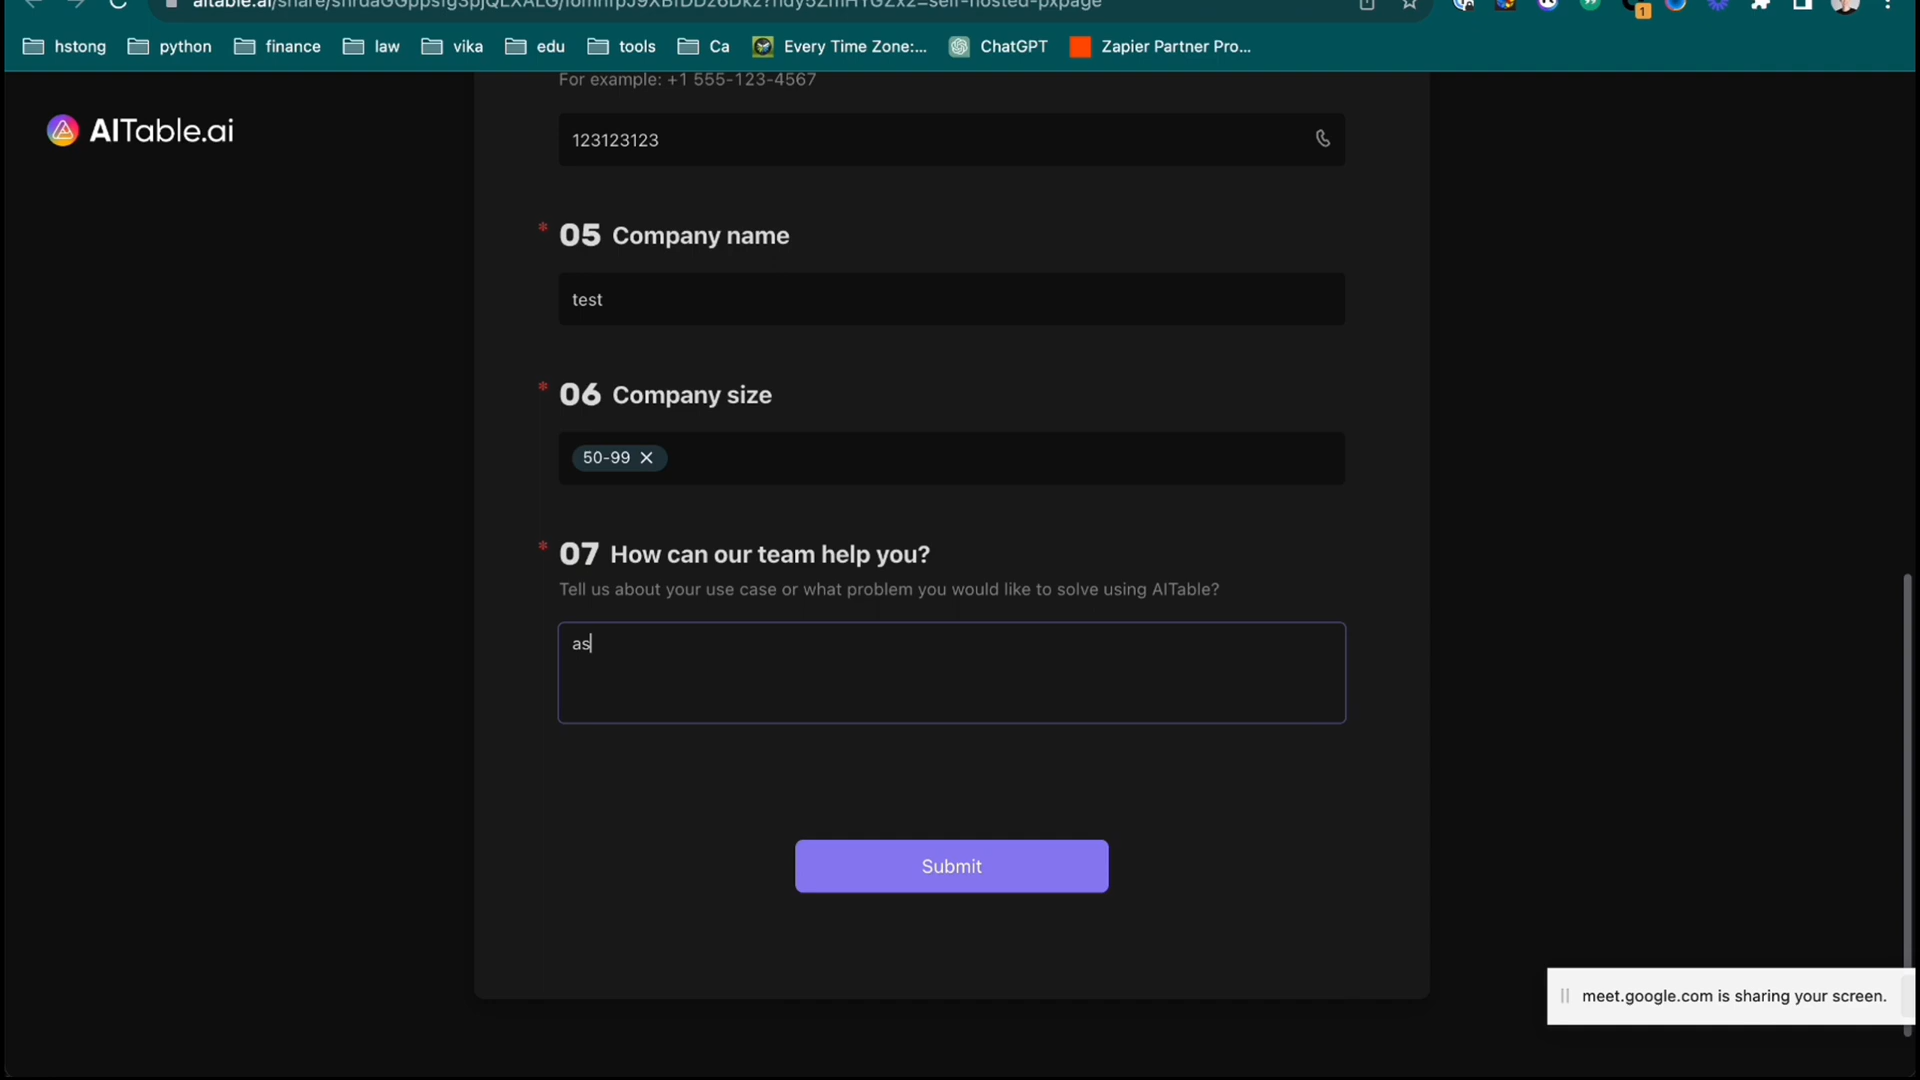 hstong python finance law vika edu tools Ca Every Time Zone:... ChatGPT Zapier Partner Pro...
1
For example: +1 555-123-4567
AITable.ai
123123123
* 05 Company name
test
* 06 Company size
50-99
* 07 How can our team help you?
Tell us about your use case or what problem you would like to solve using AITable?
as
Submit
meet.google.com is sharing your screen.